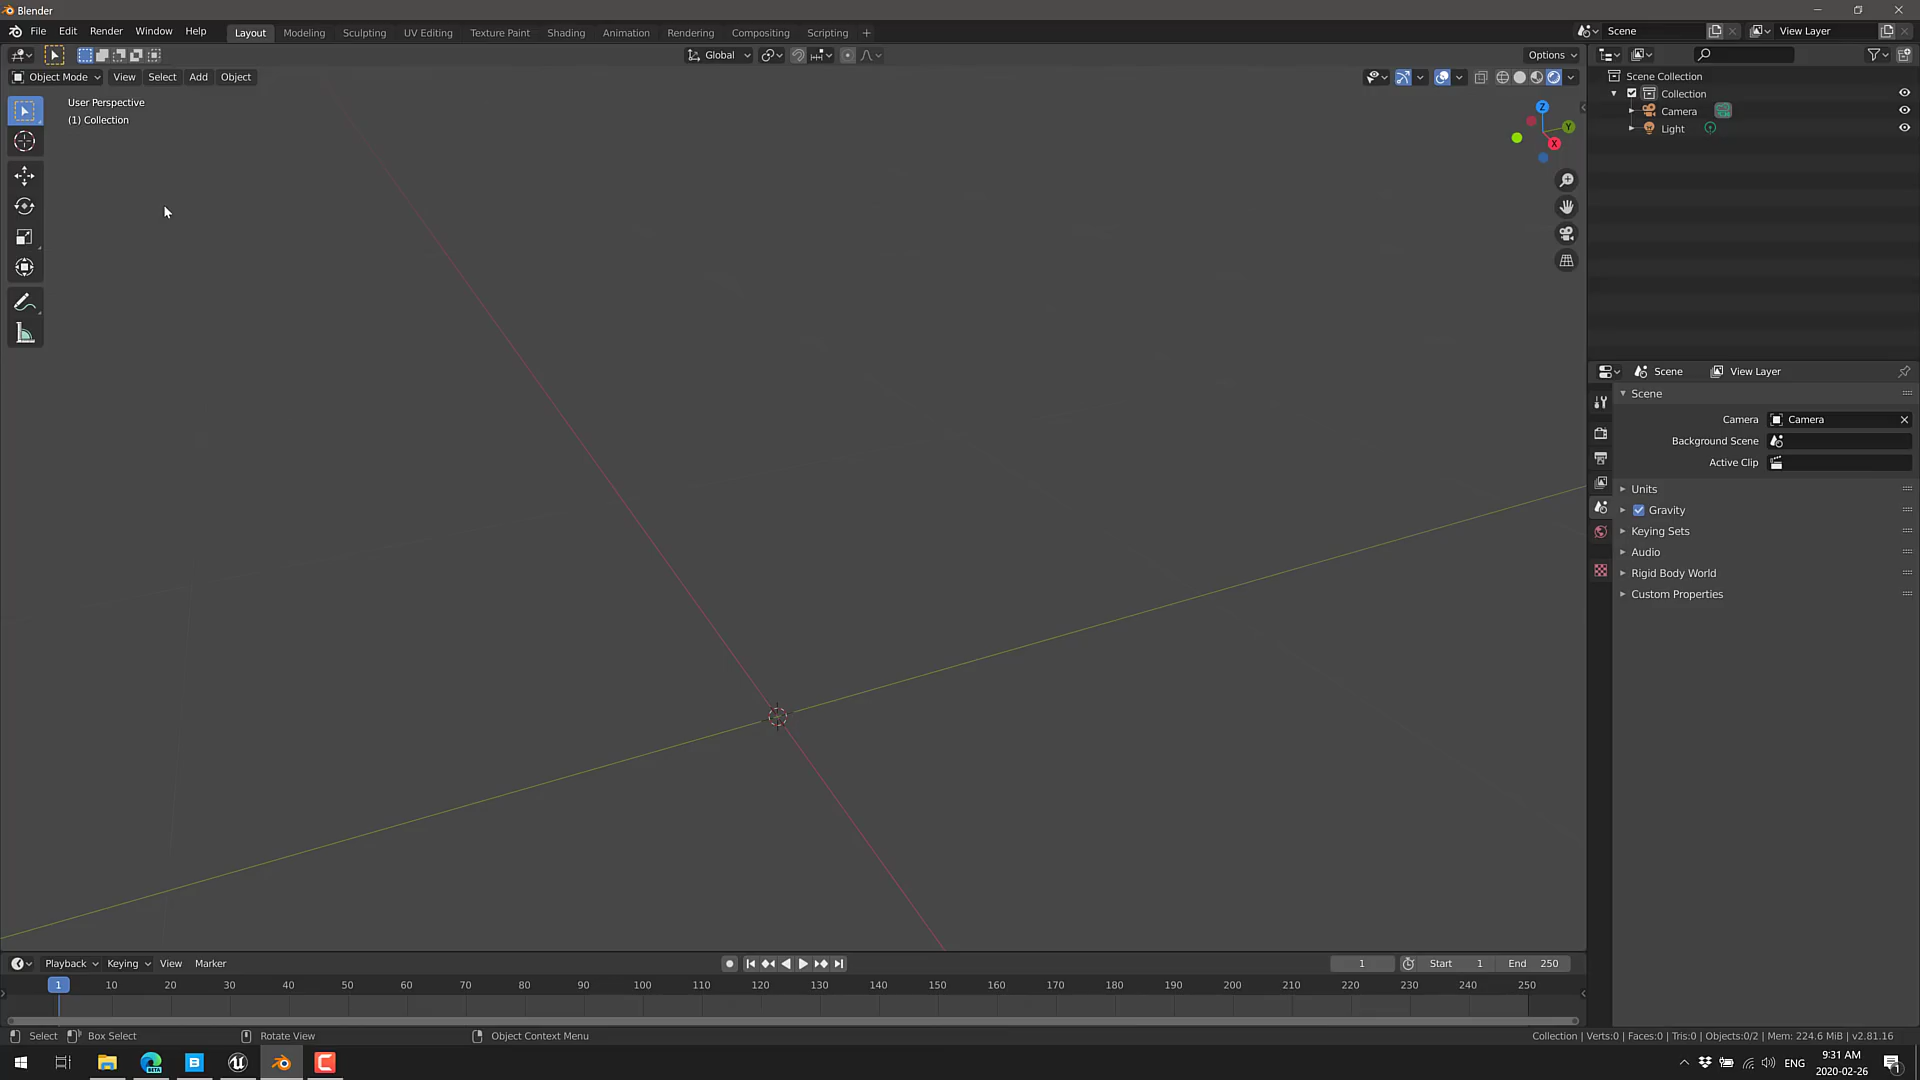 Blender
File Edit Render Window Help Layout Modeling Sculpting UV Editing Texture Paint Shading Animation Rendering Compositing Scripting + Scene View Layer
Global Options
Object Mode View Select Add Object
User Perspective
(1) Collection
Z
Y
X
Scene Collection
Collection
Camera
Light
Scene View Layer
Scene
Camera Camera
Background Scene
Active Clip
Units
Gravity
Keying Sets
Audio
Rigid Body World
Custom Properties
Playback Keying View Marker 1 Start 1 End 250
1 10 20 30 40 50 60 70 80 90 100 110 120 130 140 150 160 170 180 190 200 210 220 230 240 250
Select Box Select Rotate View Object Context Menu Collection | Verts:0 | Faces:0 | Tris:0 | Objects:0/2 | Mem: 224.6 MiB | v2.81.16
BETA B C ENG 9:31 AM
2020-02-26 1